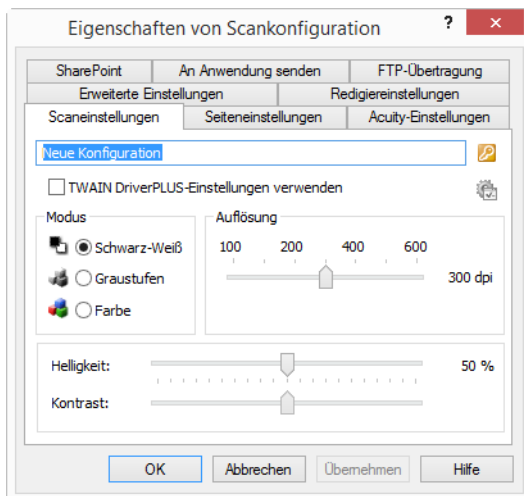 Eigenschaften von Scankonfiguration ? ×
SharePoint An Anwendung senden FTP-Übertragung
Erweiterte Einstellungen Redigiereinstellungen
Scaneinstellungen Seiteneinstellungen Acuity-Einstellungen
Neue Konfiguration
TWAIN DriverPLUS-Einstellungen verwenden
Modus Auflösung
Schwarz-Weiß 100 200 400 600
Graustufen 300 dpi
Farbe
Helligkeit: 50 %
Kontrast:
OK Abbrechen Übernehmen Hilfe